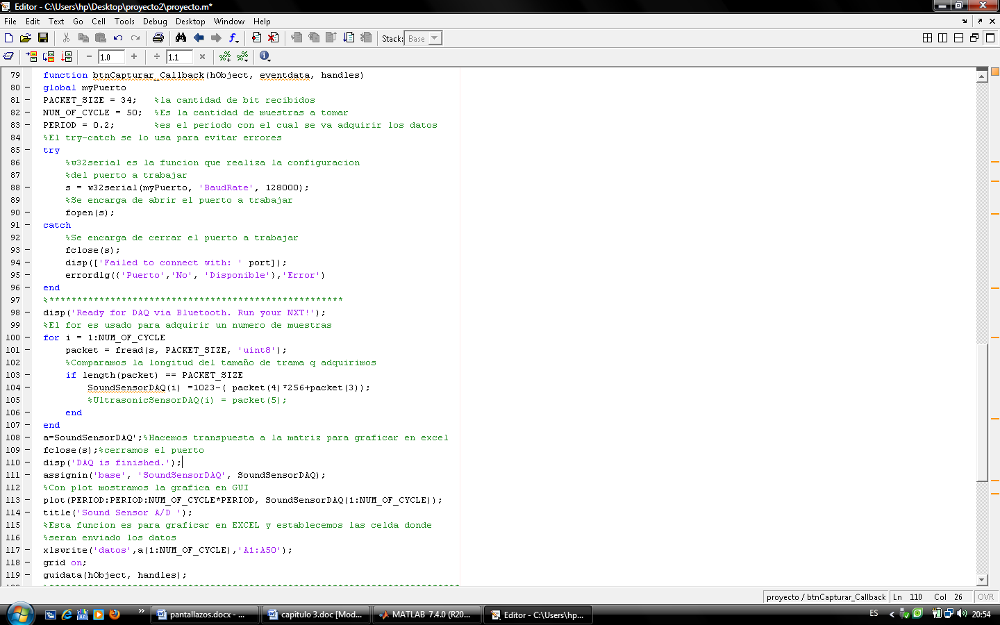 Editor - C:\Users\hp\Desktop\proyecto2\proyecto.m*
File Edit Text Go Cell Tools Debug Desktop Window Help
Stack: Base
1.0 1.1
79 function btnCapturar_Callback(hObject, eventdata, handles)
80 global myPuerto
81 PACKET_SIZE = 34; %la cantidad de bit recibidos
82 NUM_OF_CYCLE = 50; %Es la cantidad de muestras a tomar
83 PERIOD = 0.2; %es el periodo con el cual se va adquirir los datos
84 %El try-catch se lo usa para evitar errores
85 try
86 %w32serial es la funcion que realiza la configuracion
87 %del puerto a trabajar
88 s = w32serial(myPuerto, 'BaudRate', 128000);
89 %Se encarga de abrir el puerto a trabajar
90 fopen(s);
91 catch
92 %Se encarga de cerrar el puerto a trabajar
93 fclose(s);
94 disp(['Failed to connect with: ' port]);
95 errordlg({'Puerto','No', 'Disponible'},'Error')
96 end
97 %****************************************************
98 disp('Ready for DAQ via Bluetooth. Run your NXT!');
99 %El for es usado para adquirir un numero de muestras
100 for i = 1:NUM_OF_CYCLE
101 packet = fread(s, PACKET_SIZE, 'uint8');
102 %Comparamos la longitud del tamaño de trama q adquirimos
103 if length(packet) == PACKET_SIZE
104 SoundSensorDAQ(i) =1023-( packet(4)*256+packet(3));
105 %UltrasonicSensorDAQ(i) = packet(5);
106 end
107 end
108 a=SoundSensorDAQ';%Hacemos transpuesta a la matriz para graficar en excel
109 fclose(s);%cerramos el puerto
110 disp('DAQ is finished.');
111 assignin('base', 'SoundSensorDAQ', SoundSensorDAQ);
112 %Con plot mostramos la grafica en GUI
113 plot(PERIOD:PERIOD:NUM_OF_CYCLE*PERIOD, SoundSensorDAQ(1:NUM_OF_CYCLE));
114 title('Sound Sensor A/D ');
115 %Esta funcion es para graficar en EXCEL y establecemos las celda donde
116 %seran enviado los datos
117 xlswrite('datos',a(1:NUM_OF_CYCLE),'A1:A50');
118 grid on;
119 guidata(hObject, handles);
proyecto / btnCapturar_Callback Ln 110 Col 26 OVR
pantallazos.docx - ... capitulo 3.doc [Mod... MATLAB 7.4.0 (R20... Editor - C:\Users\hp... ES 20:54